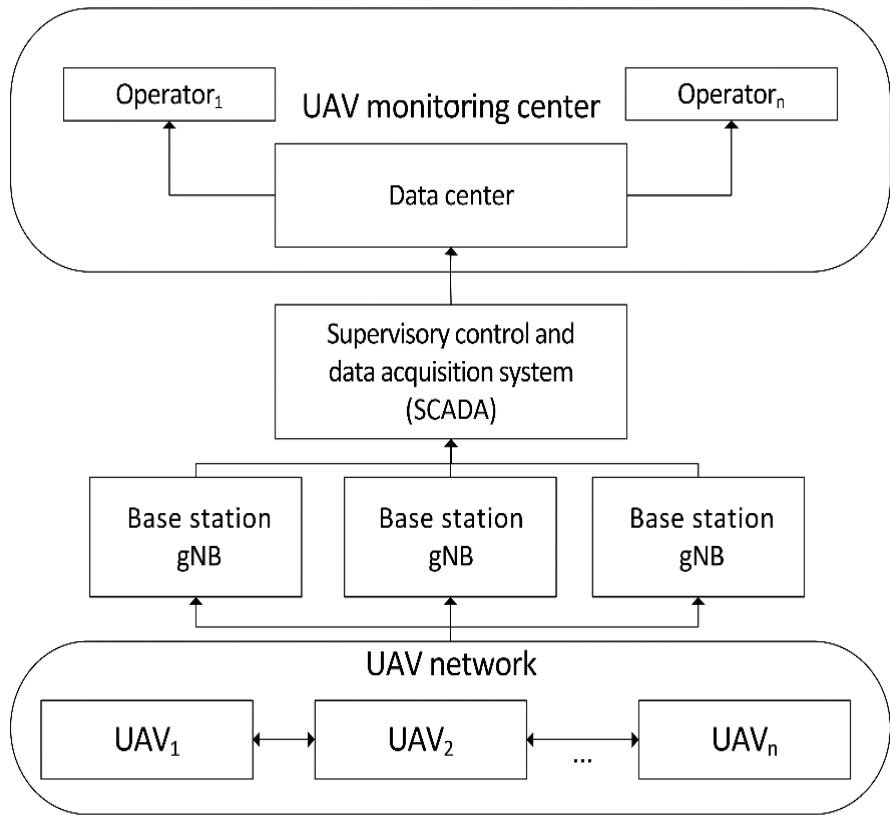 Operator₁
Operatorₙ
UAV monitoring center
Data center
Supervisory control and
data acquisition system
(SCADA)
Base station
gNB
Base station
gNB
Base station
gNB
UAV network
UAV₁
UAV₂
...
UAVₙ